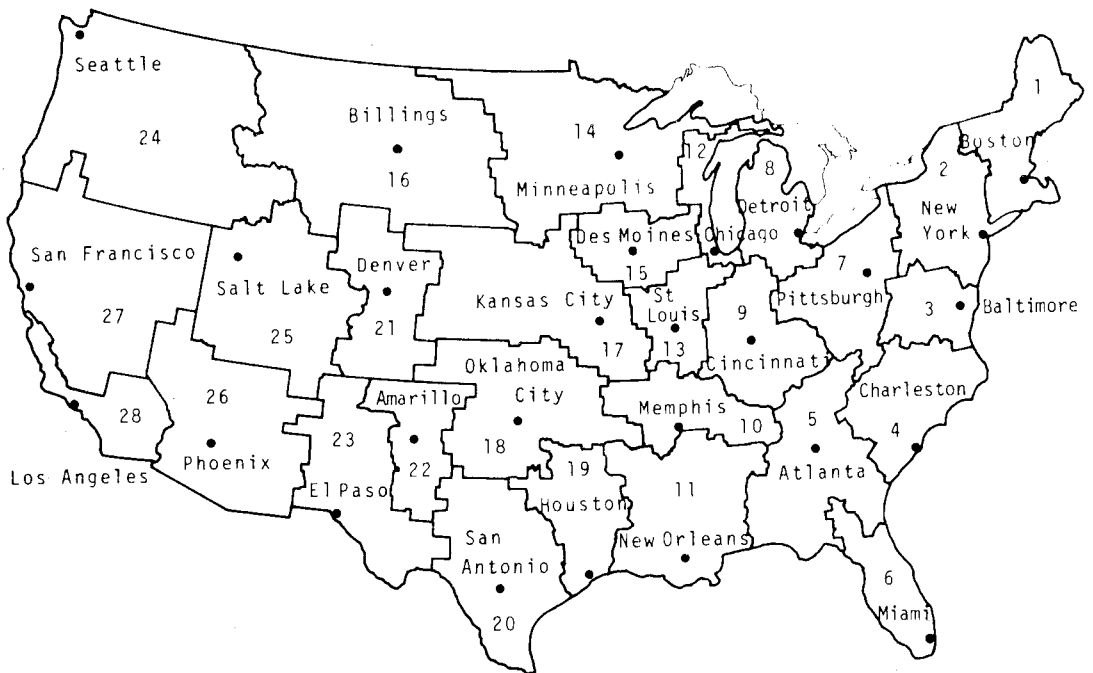 Seattle
24
Billings
16
14
Minneapolis
12
8
Detroit
1
Boston
2
New
York
San Francisco
27
Salt Lake
25
Denver
21
Des Moines
15
Chicago
Kansas City
17
St
Louis
13
9
Cincinnati
7
Pittsburgh
3
Baltimore
28
Los Angeles
26
Phoenix
23
El Paso
Amarillo
22
Oklahoma
City
18
Memphis
10
5
Atlanta
Charleston
4
19
Houston
11
New Orleans
San
Antonio
20
6
Miami